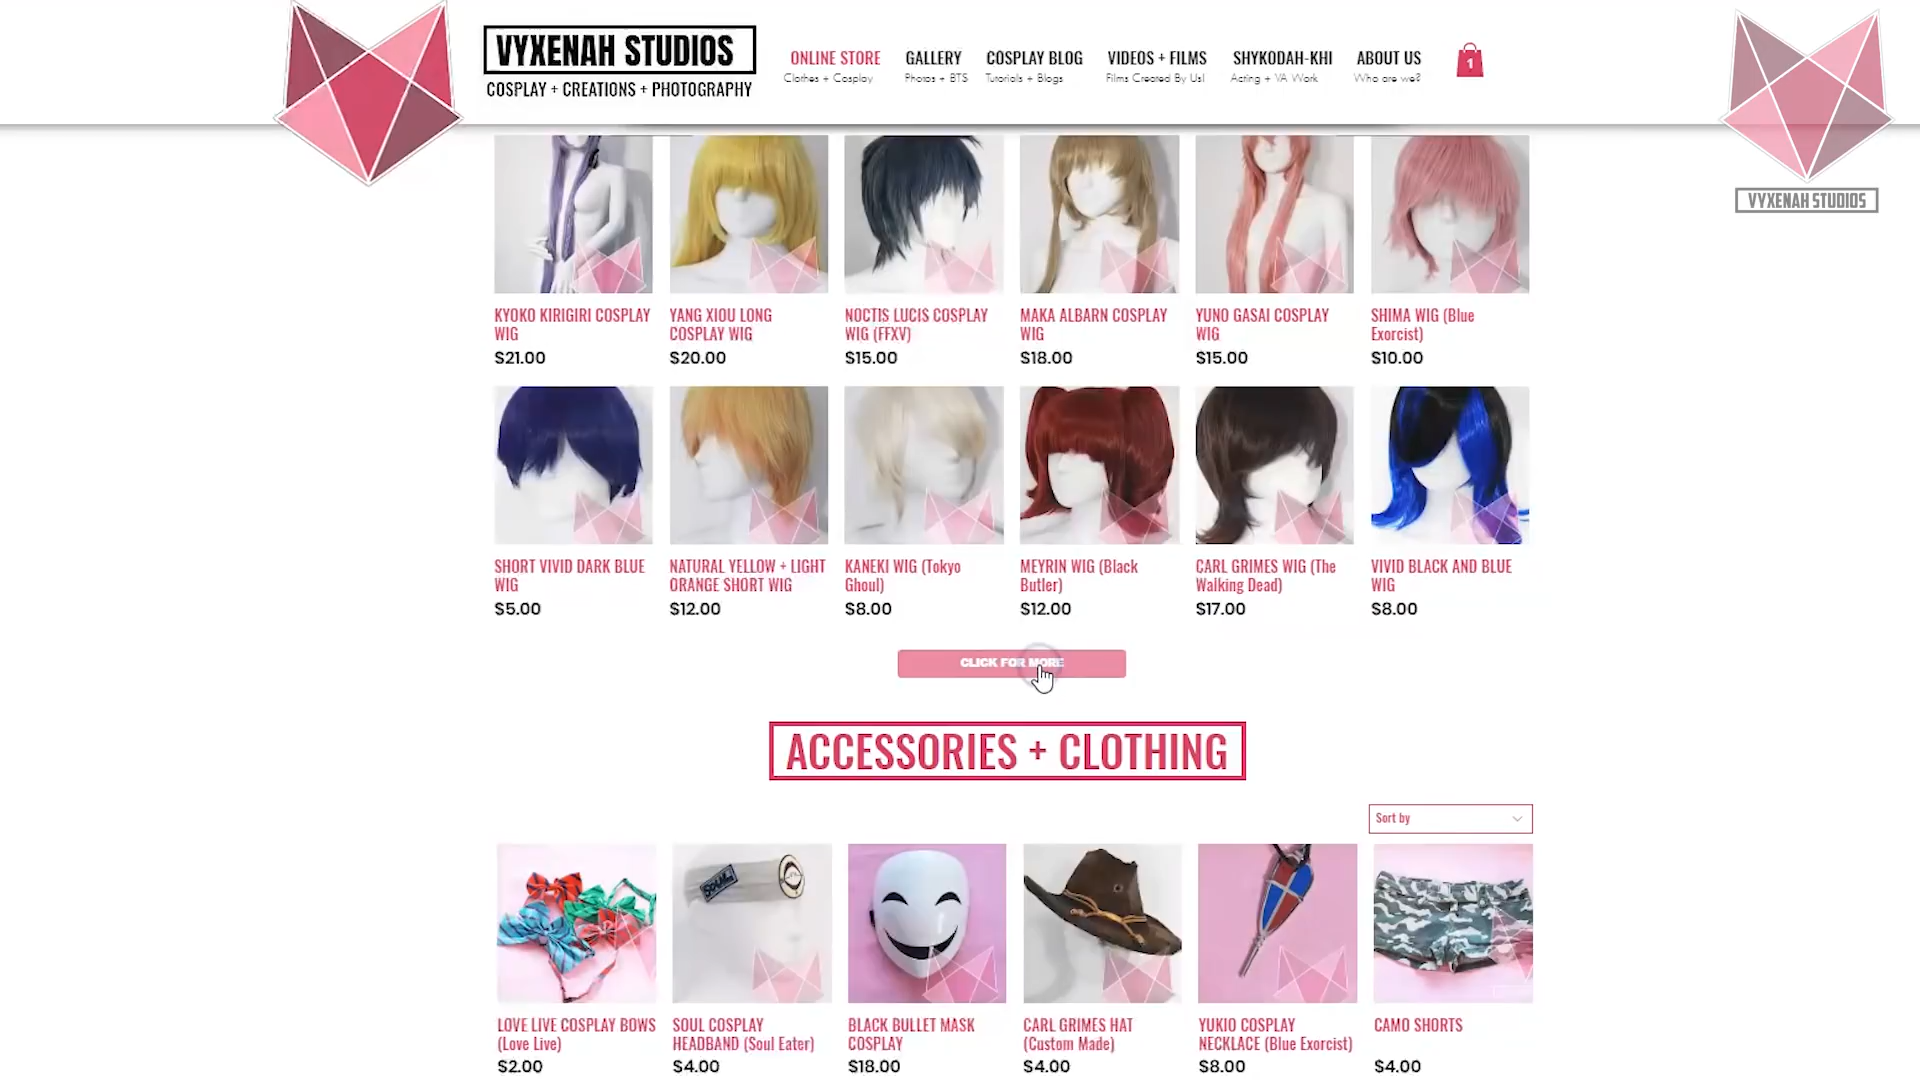 VYXENAH STUDIOS
COSPLAY + CREATIONS + PHOTOGRAPHY
ONLINE STORE
Clothes + Cosplay
GALLERY
Photos + BTS
COSPLAY BLOG
Tutorials + Blogs
VIDEOS + FILMS
Films Created By Us!
SHYKODAH-KHI
Acting + VA Work
ABOUT US
Who are we?
1
VYXENAH STUDIOS
KYOKO KIRIGIRI COSPLAY
WIG
$21.00
YANG XIOU LONG
COSPLAY WIG
$20.00
NOCTIS LUCIS COSPLAY
WIG (FFXV)
$15.00
MAKA ALBARN COSPLAY
WIG
$18.00
YUNO GASAI COSPLAY
WIG
$15.00
SHIMA WIG (Blue
Exorcist)
$10.00
SHORT VIVID DARK BLUE
WIG
$5.00
NATURAL YELLOW + LIGHT
ORANGE SHORT WIG
$12.00
KANEKI WIG (Tokyo
Ghoul)
$8.00
MEYRIN WIG (Black
Butler)
$12.00
CARL GRIMES WIG (The
Walking Dead)
$17.00
VIVID BLACK AND BLUE
WIG
$8.00
CLICK FOR MORE
ACCESSORIES + CLOTHING
Sort by
LOVE LIVE COSPLAY BOWS
(Love Live)
$2.00
SOUL COSPLAY
HEADBAND (Soul Eater)
$4.00
BLACK BULLET MASK
COSPLAY
$18.00
CARL GRIMES HAT
(Custom Made)
$4.00
YUKIO COSPLAY
NECKLACE (Blue Exorcist)
$8.00
CAMO SHORTS
$4.00